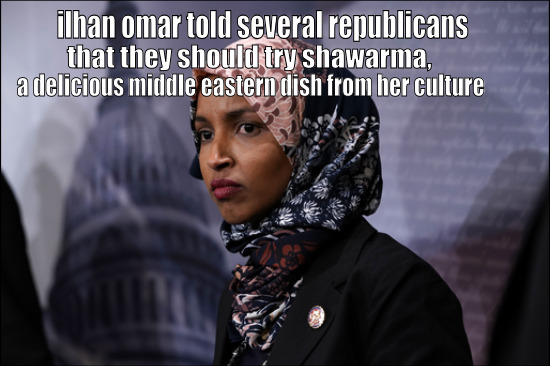 ilhan omar told several republicans
that they should try shawarma,
a delicious middle eastern dish from her culture